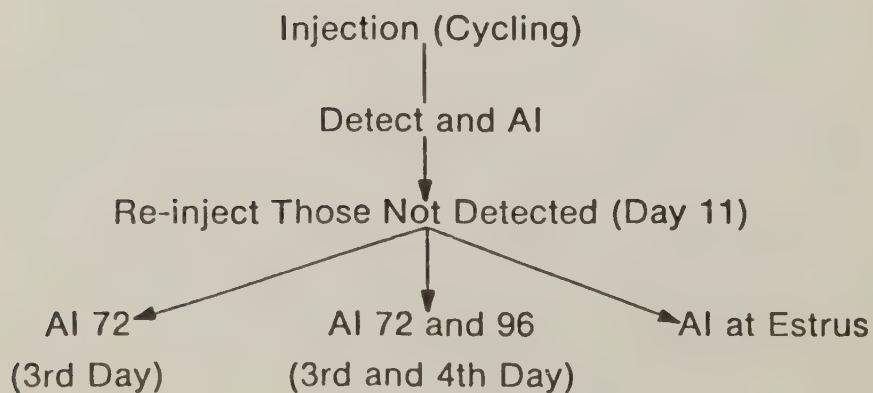 Injection (Cycling)
Detect and AI
Re-inject Those Not Detected (Day 11)
AI 72 AI 72 and 96 AI at Estrus
(3rd Day) (3rd and 4th Day)